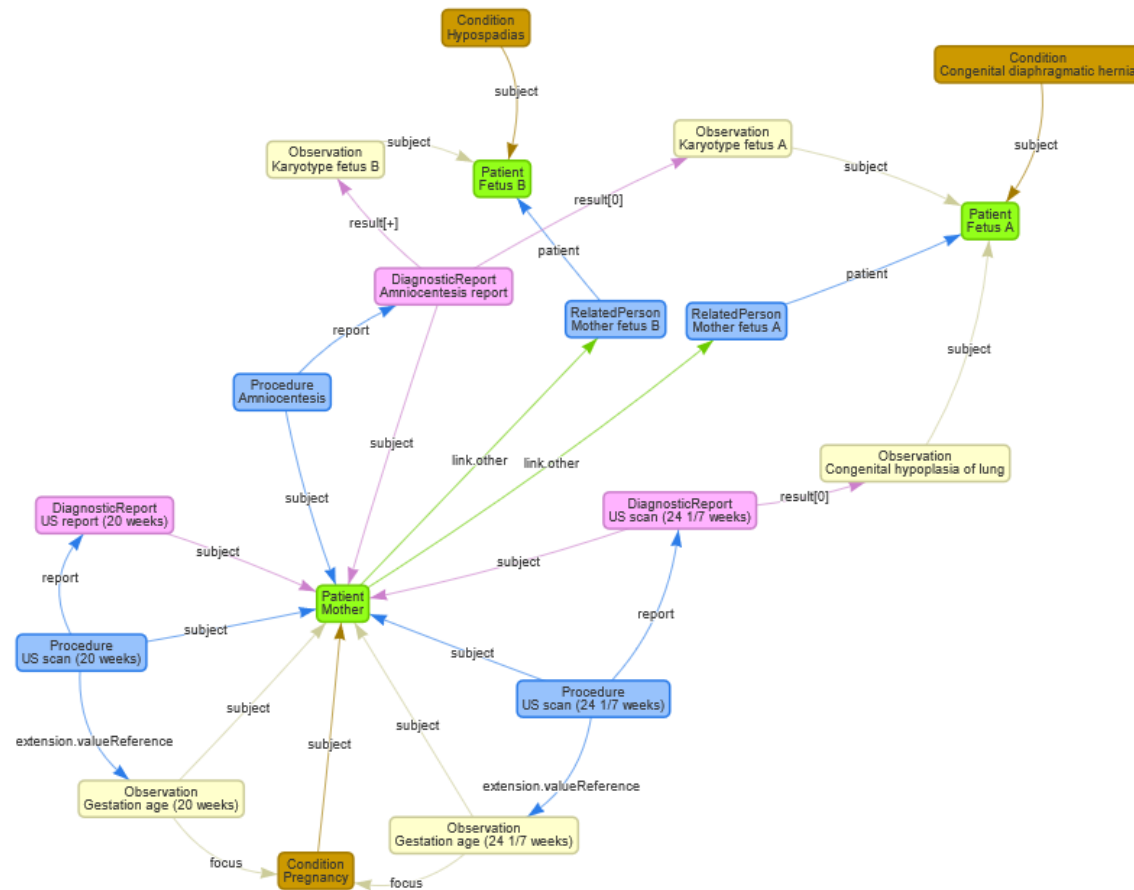 Condition
Hypospadias
Condition
Congenital diaphragmatic hernia
subject
Observation
Karyotype fetus B
subject
Observation
Karyotype fetus A
subject
subject
Patient
Fetus B
result[0]
Patient
Fetus A
result[+]
patient
patient
DiagnosticReport
Amniocentesis report
RelatedPerson
Mother fetus B
RelatedPerson
Mother fetus A
report
subject
Procedure
Amniocentesis
subject
link.other
link.other
Observation
Congenital hypoplasia of lung
subject
result[0]
DiagnosticReport
US report (20 weeks)
DiagnosticReport
US scan (24 1/7 weeks)
subject
subject
report
Patient
Mother
report
subject
Procedure
US scan (20 weeks)
subject
Procedure
US scan (24 1/7 weeks)
subject
subject
subject
extension.valueReference
extension.valueReference
Observation
Gestation age (20 weeks)
Observation
Gestation age (24 1/7 weeks)
focus
Condition
Pregnancy
focus